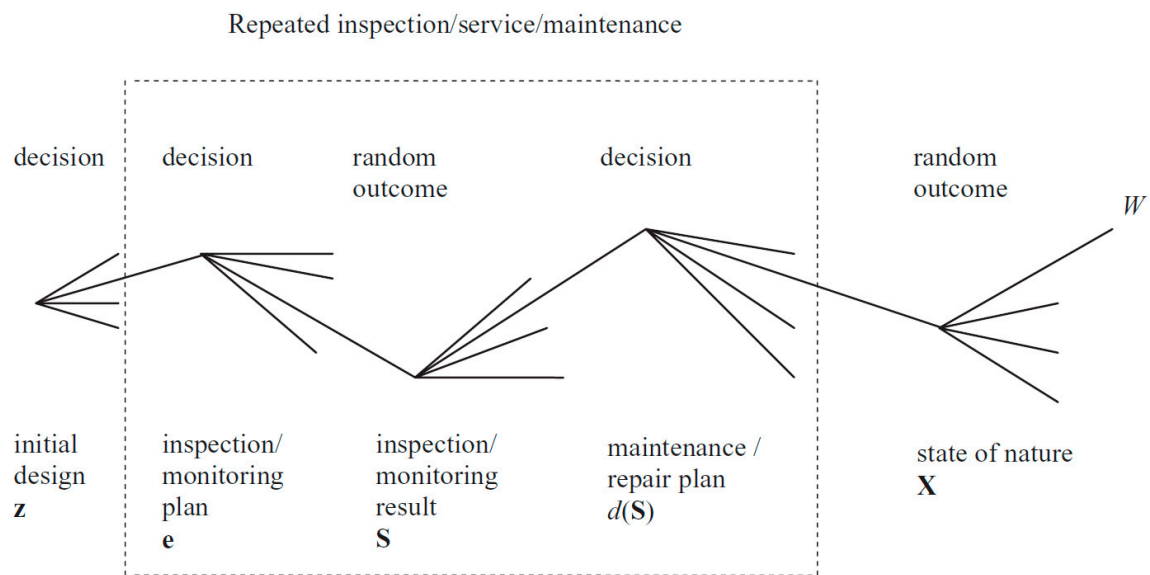 Repeated inspection/service/maintenance
decision
decision
random
outcome
decision
random
outcome
W
initial
design
z
inspection/
monitoring
plan
e
inspection/
monitoring
result
S
maintenance /
repair plan
d(S)
state of nature
X